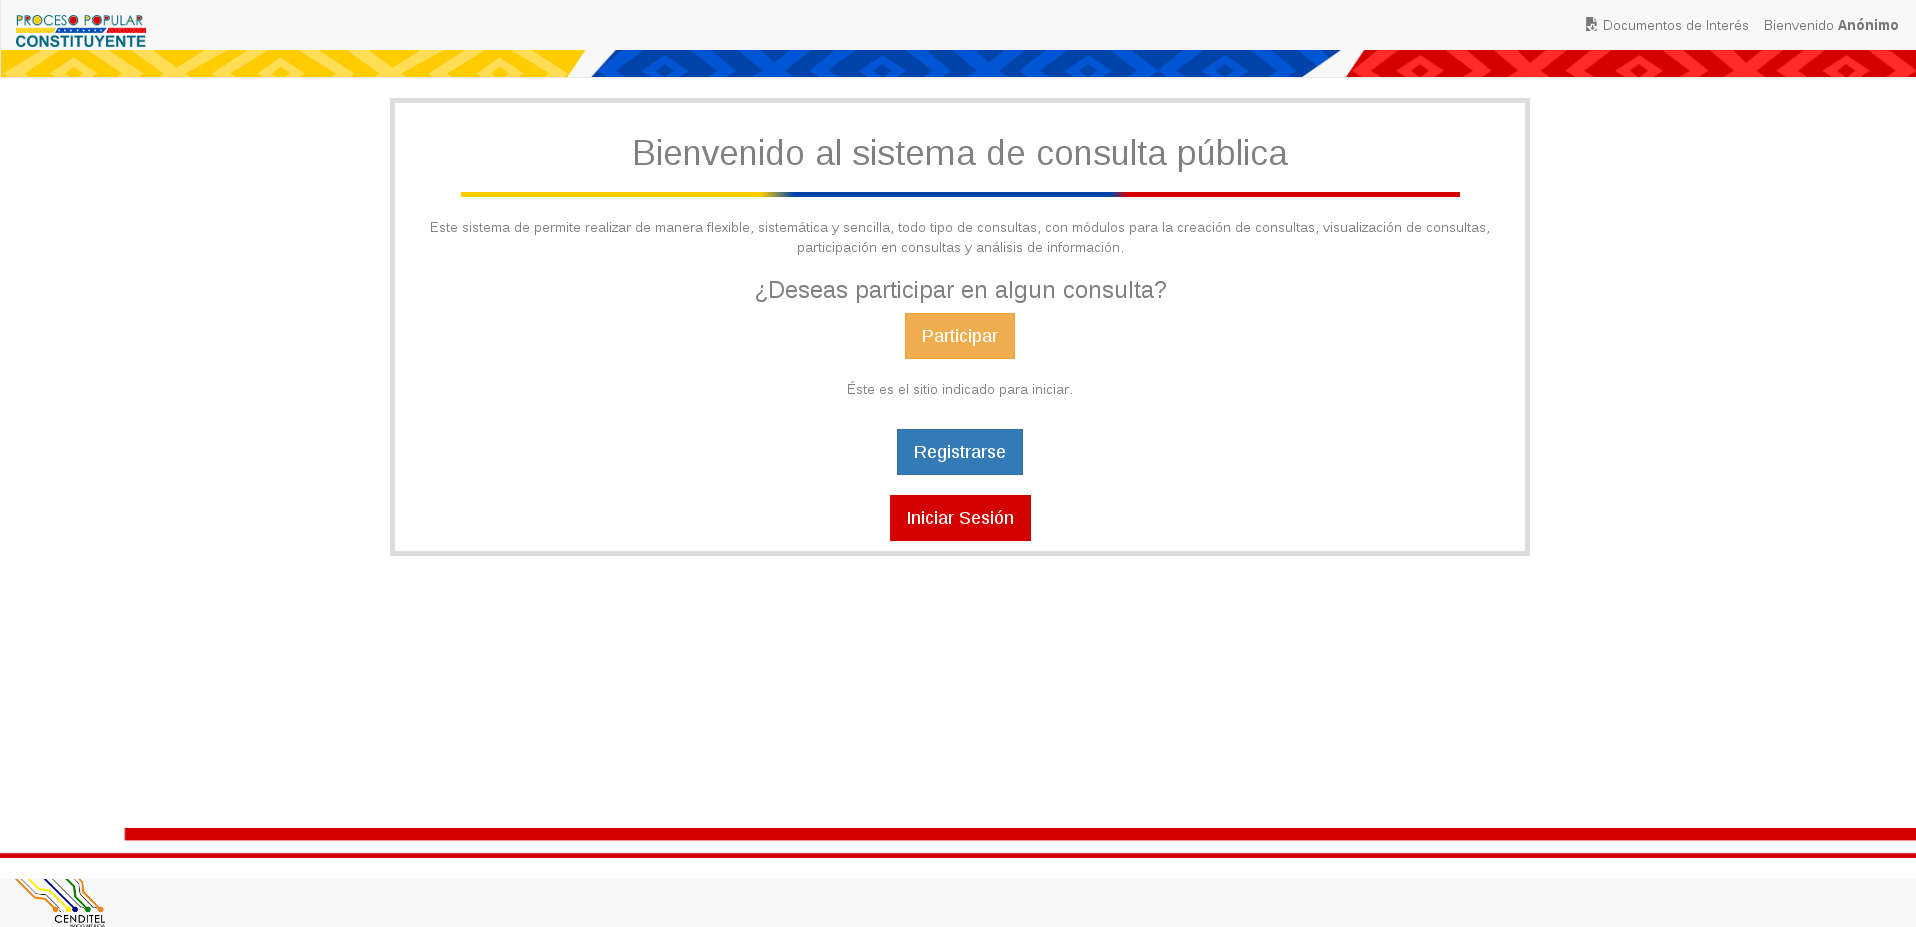 PROCESO POPULAR
CONSTITUYENTE
Documentos de Interés
Bienvenido Anónimo
Bienvenido al sistema de consulta pública
Este sistema de permite realizar de manera flexible, sistemática y sencilla, todo tipo de consultas, con módulos para la creación de consultas, visualización de consultas,
participación en consultas y análisis de información.
¿Deseas participar en algun consulta?
Participar
Éste es el sitio indicado para iniciar.
Registrarse
Iniciar Sesión
CENDITEL